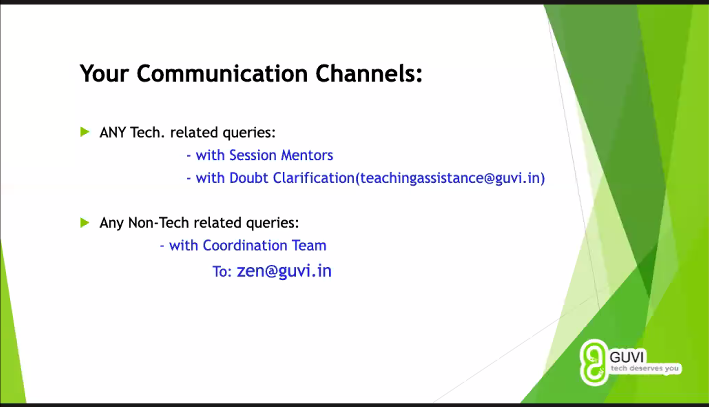 Your Communication Channels:
ANY Tech. related queries:
- with Session Mentors
- with Doubt Clarification(teachingassistance@guvi.in)
Any Non-Tech related queries:
- with Coordination Team
To: zen@guvi.in
GUVI
tech deserves you